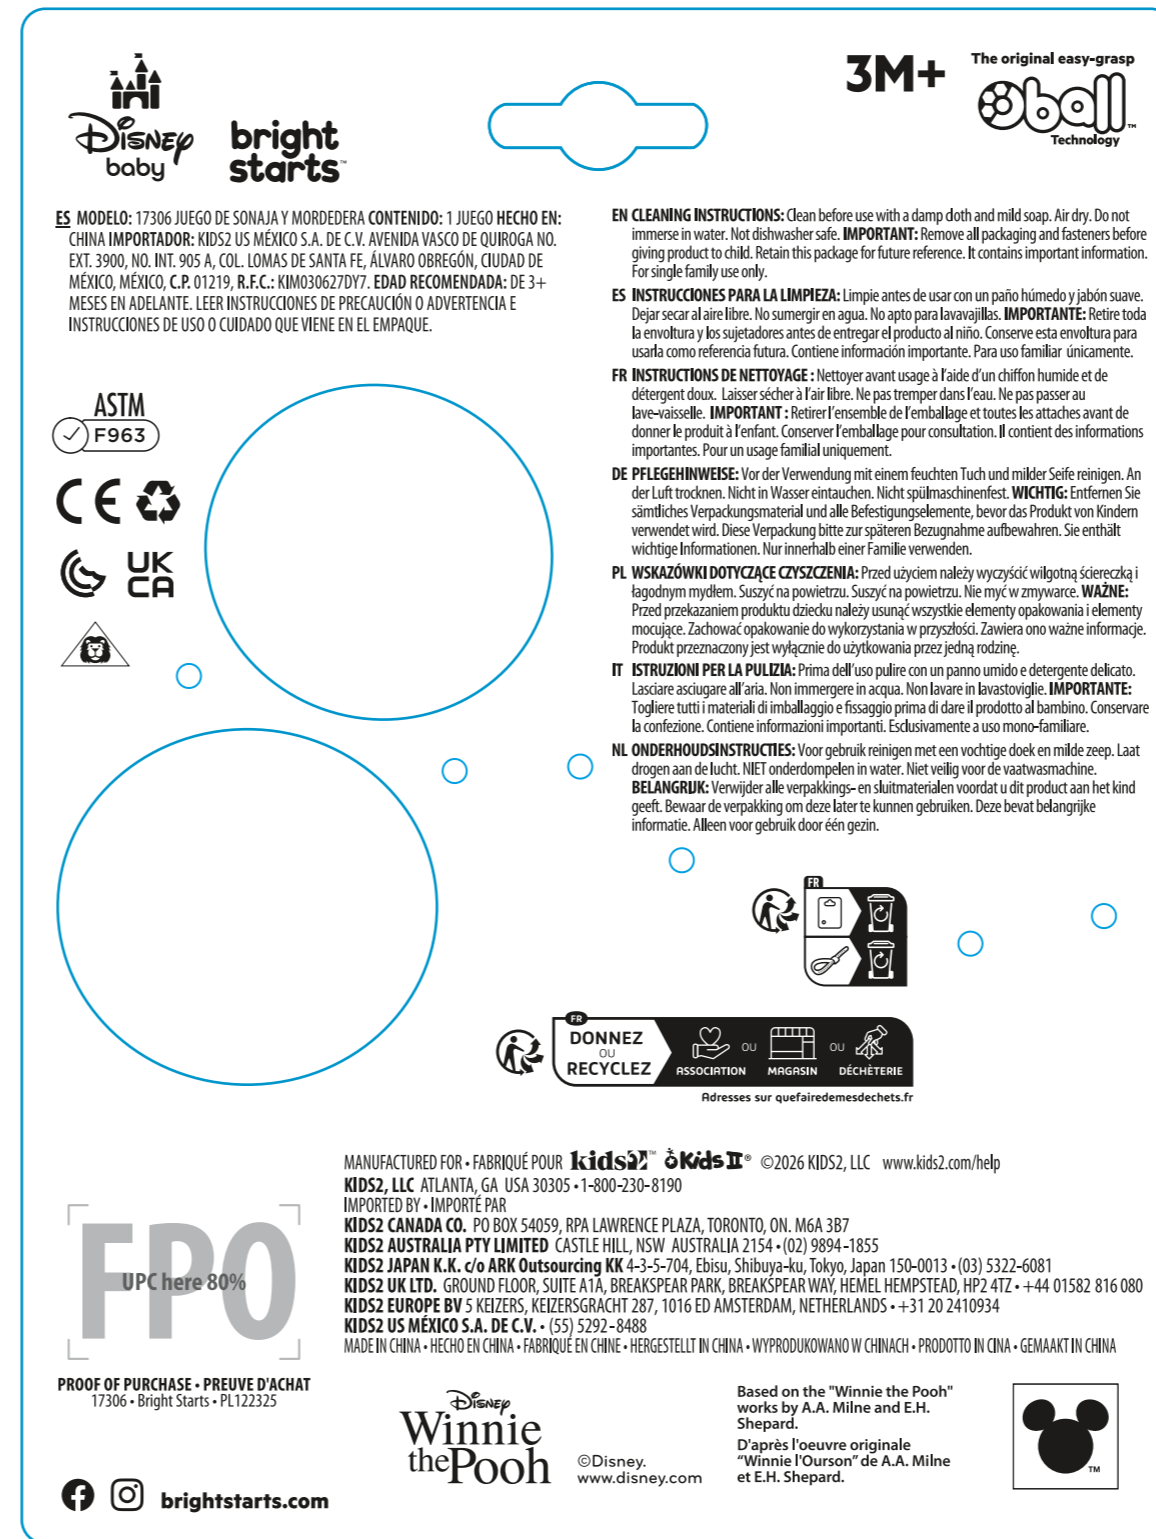 Disney
baby
bright
starts™
3M+
The original easy-grasp
Oball™
Technology
ES MODELO: 17306 JUEGO DE SONAJA Y MORDEDERA CONTENIDO: 1 JUEGO HECHO EN:
CHINA IMPORTADOR: KIDS2 US MÉXICO S.A. DE C.V. AVENIDA VASCO DE QUIROGA NO.
EXT. 3900, NO. INT. 905 A, COL. LOMAS DE SANTA FE, ÁLVARO OBREGÓN, CIUDAD DE
MÉXICO, MÉXICO, C.P. 01219, R.F.C.: KIM030627DY7. EDAD RECOMENDADA: DE 3+
MESES EN ADELANTE. LEER INSTRUCCIONES DE PRECAUCIÓN O ADVERTENCIA E
INSTRUCCIONES DE USO O CUIDADO QUE VIENE EN EL EMPAQUE.
ASTM
F963
CE
UK
CA
EN CLEANING INSTRUCTIONS: Clean before use with a damp cloth and mild soap. Air dry. Do not
immerse in water. Not dishwasher safe. IMPORTANT: Remove all packaging and fasteners before
giving product to child. Retain this package for future reference. It contains important information.
For single family use only.
ES INSTRUCCIONES PARA LA LIMPIEZA: Limpie antes de usar con un paño húmedo y jabón suave.
Dejar secar al aire libre. No sumergir en agua. No apto para lavavajillas. IMPORTANTE: Retire toda
la envoltura y los sujetadores antes de entregar el producto al niño. Conserve esta envoltura para
usarla como referencia futura. Contiene información importante. Para uso familiar únicamente.
FR INSTRUCTIONS DE NETTOYAGE : Nettoyer avant usage à l'aide d'un chiffon humide et de
détergent doux. Laisser sécher à l'air libre. Ne pas tremper dans l'eau. Ne pas passer au
lave-vaisselle. IMPORTANT : Retirer l'ensemble de l'emballage et toutes les attaches avant de
donner le produit à l'enfant. Conserver l'emballage pour consultation. Il contient des informations
importantes. Pour un usage familial uniquement.
DE PFLEGEHINWEISE: Vor der Verwendung mit einem feuchten Tuch und milder Seife reinigen. An
der Luft trocknen. Nicht in Wasser eintauchen. Nicht spülmaschinenfest. WICHTIG: Entfernen Sie
sämtliches Verpackungsmaterial und alle Befestigungselemente, bevor das Produkt von Kindern
verwendet wird. Diese Verpackung bitte zur späteren Bezugnahme aufbewahren. Sie enthält
wichtige Informationen. Nur innerhalb einer Familie verwenden.
PL WSKAZÓWKI DOTYCZĄCE CZYSZCZENIA: Przed użyciem należy wyczyścić wilgotną ściereczką i
łagodnym mydłem. Suszyć na powietrzu. Suszyć na powietrzu. Nie myć w zmywarce. WAŻNE:
Przed przekazaniem produktu dziecku należy usunąć wszystkie elementy opakowania i elementy
mocujące. Zachować opakowanie do wykorzystania w przyszłości. Zawiera ono ważne informacje.
Produkt przeznaczony jest wyłącznie do użytkowania przez jedną rodzinę.
IT ISTRUZIONI PER LA PULIZIA: Prima dell'uso pulire con un panno umido e detergente delicato.
Lasciare asciugare all'aria. Non immergere in acqua. Non lavare in lavastoviglie. IMPORTANTE:
Togliere tutti i materiali di imballaggio e fissaggio prima di dare il prodotto al bambino. Conservare
la confezione. Contiene informazioni importanti. Esclusivamente a uso mono-familiare.
NL ONDERHOUDSINSTRUCTIES: Voor gebruik reinigen met een vochtige doek en milde zeep. Laat
drogen aan de lucht. NIET onderdompelen in water. Niet veilig voor de vaatwasmachine.
BELANGRIJK: Verwijder alle verpakkings- en sluitmaterialen voordat u dit product aan het kind
geeft. Bewaar de verpakking om deze later te kunnen gebruiken. Deze bevat belangrijke
informatie. Alleen voor gebruik door één gezin.
FR
FR
DONNEZ
OU
RECYCLEZ
ASSOCIATION
OU
MAGASIN
OU
DÉCHÈTERIE
Adresses sur quefairedemesdechets.fr
MANUFACTURED FOR • FABRIQUÉ POUR kids2™ Kids II® ©2026 KIDS2, LLC www.kids2.com/help
KIDS2, LLC ATLANTA, GA USA 30305 • 1-800-230-8190
IMPORTED BY • IMPORTÉ PAR
KIDS2 CANADA CO. PO BOX 54059, RPA LAWRENCE PLAZA, TORONTO, ON. M6A 3B7
KIDS2 AUSTRALIA PTY LIMITED CASTLE HILL, NSW AUSTRALIA 2154 • (02) 9894-1855
KIDS2 JAPAN K.K. c/o ARK Outsourcing KK 4-3-5-704, Ebisu, Shibuya-ku, Tokyo, Japan 150-0013 • (03) 5322-6081
KIDS2 UK LTD. GROUND FLOOR, SUITE A1A, BREAKSPEAR PARK, BREAKSPEAR WAY, HEMEL HEMPSTEAD, HP2 4TZ • +44 01582 816 080
KIDS2 EUROPE BV 5 KEIZERS, KEIZERSGRACHT 287, 1016 ED AMSTERDAM, NETHERLANDS • +31 20 2410934
KIDS2 US MÉXICO S.A. DE C.V. • (55) 5292-8488
MADE IN CHINA • HECHO EN CHINA • FABRIQUÉ EN CHINE • HERGESTELLT IN CHINA • WYPRODUKOWANO W CHINACH • PRODOTTO IN CINA • GEMAAKT IN CHINA
FPO
UPC here 80%
PROOF OF PURCHASE • PREUVE D'ACHAT
17306 • Bright Starts • PL122325
Disney
Winnie
the Pooh
©Disney.
www.disney.com
Based on the "Winnie the Pooh"
works by A.A. Milne and E.H.
Shepard.
D'après l'oeuvre originale
"Winnie l'Ourson" de A.A. Milne
et E.H. Shepard.
TM
brightstarts.com